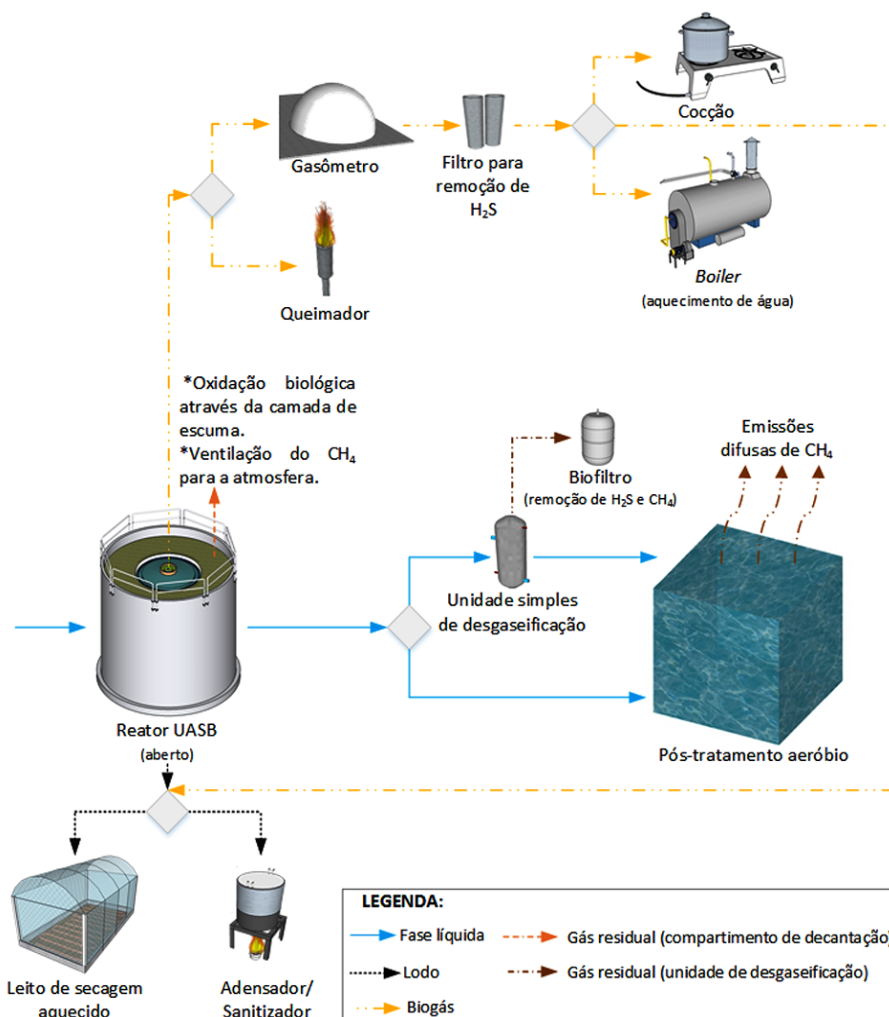 Cocção
Gasômetro
Filtro para
remoção de
H₂S
Boiler
(aquecimento de água)
Queimador
*Oxidação biológica
através da camada de
escuma.
*Ventilação do CH₄
para a atmosfera.
Biofiltro
(remoção de H₂S e CH₄)
Emissões
difusas de CH₄
Unidade simples
de desgaseificação
Reator UASB
(aberto)
Pós-tratamento aeróbio
Leito de secagem
aquecido
Adensador/
Sanitizador
LEGENDA:
Fase líquida
Gás residual (compartimento de decantação)
Lodo
Gás residual (unidade de desgaseificação)
Biogás